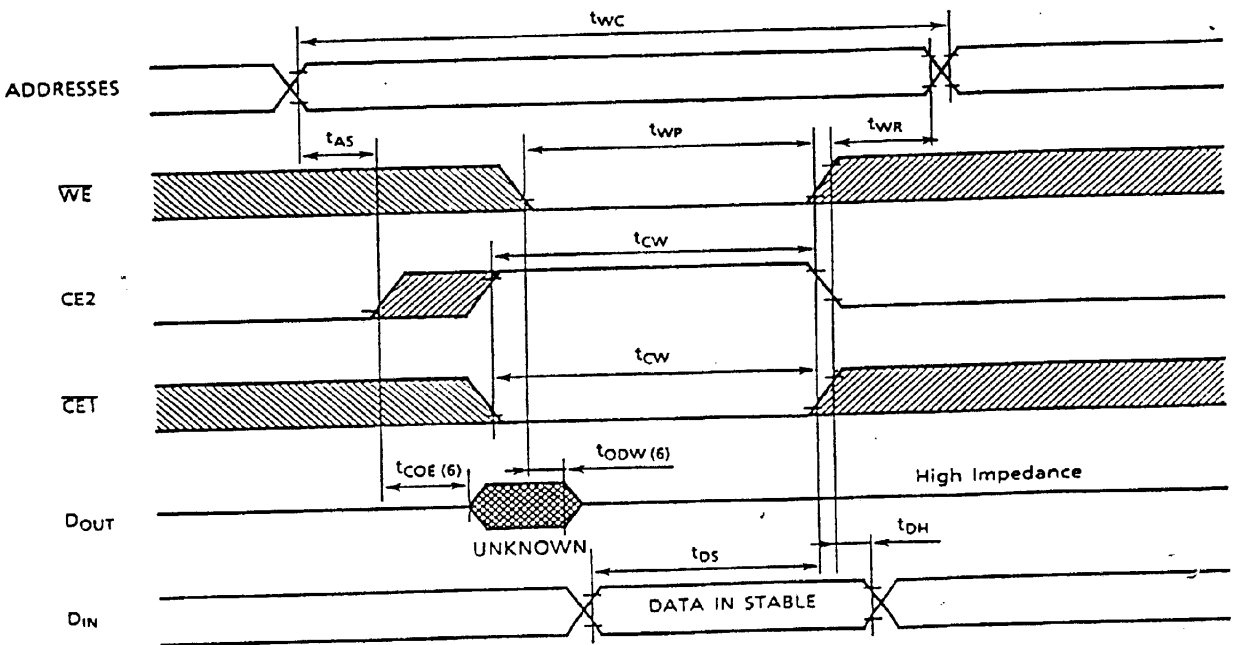 tWC
ADDRESSES
tAS
tWP
tWR
WE
tCW
CE2
tCW
CE1
tCOE (6)
tODW (6)
High Impedance
DOUT
UNKNOWN
tDH
tDS
DATA IN STABLE
DIN